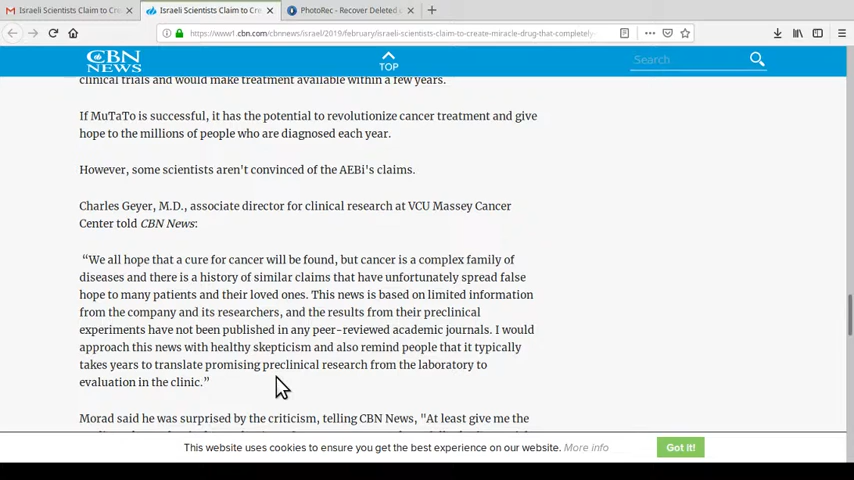 Israeli Scientists Claim to Cre
Israeli Scientists Claim to Cre
PhotoRec - Recover Deleted
https://www1.cbn.com/cbnnews/israel/2019/february/israeli-scientists-claim-to-create-miracle-drug-that-completely-
CBN NEWS
TOP
Search
clinical trials and would make treatment available within a few years.
If MuTaTo is successful, it has the potential to revolutionize cancer treatment and give
hope to the millions of people who are diagnosed each year.
However, some scientists aren't convinced of the AEBi's claims.
Charles Geyer, M.D., associate director for clinical research at VCU Massey Cancer
Center told CBN News:
“We all hope that a cure for cancer will be found, but cancer is a complex family of
diseases and there is a history of similar claims that have unfortunately spread false
hope to many patients and their loved ones. This news is based on limited information
from the company and its researchers, and the results from their preclinical
experiments have not been published in any peer-reviewed academic journals. I would
approach this news with healthy skepticism and also remind people that it typically
takes years to translate promising preclinical research from the laboratory to
evaluation in the clinic.”
Morad said he was surprised by the criticism, telling CBN News, "At least give me the
This website uses cookies to ensure you get the best experience on our website. More info
Got it!